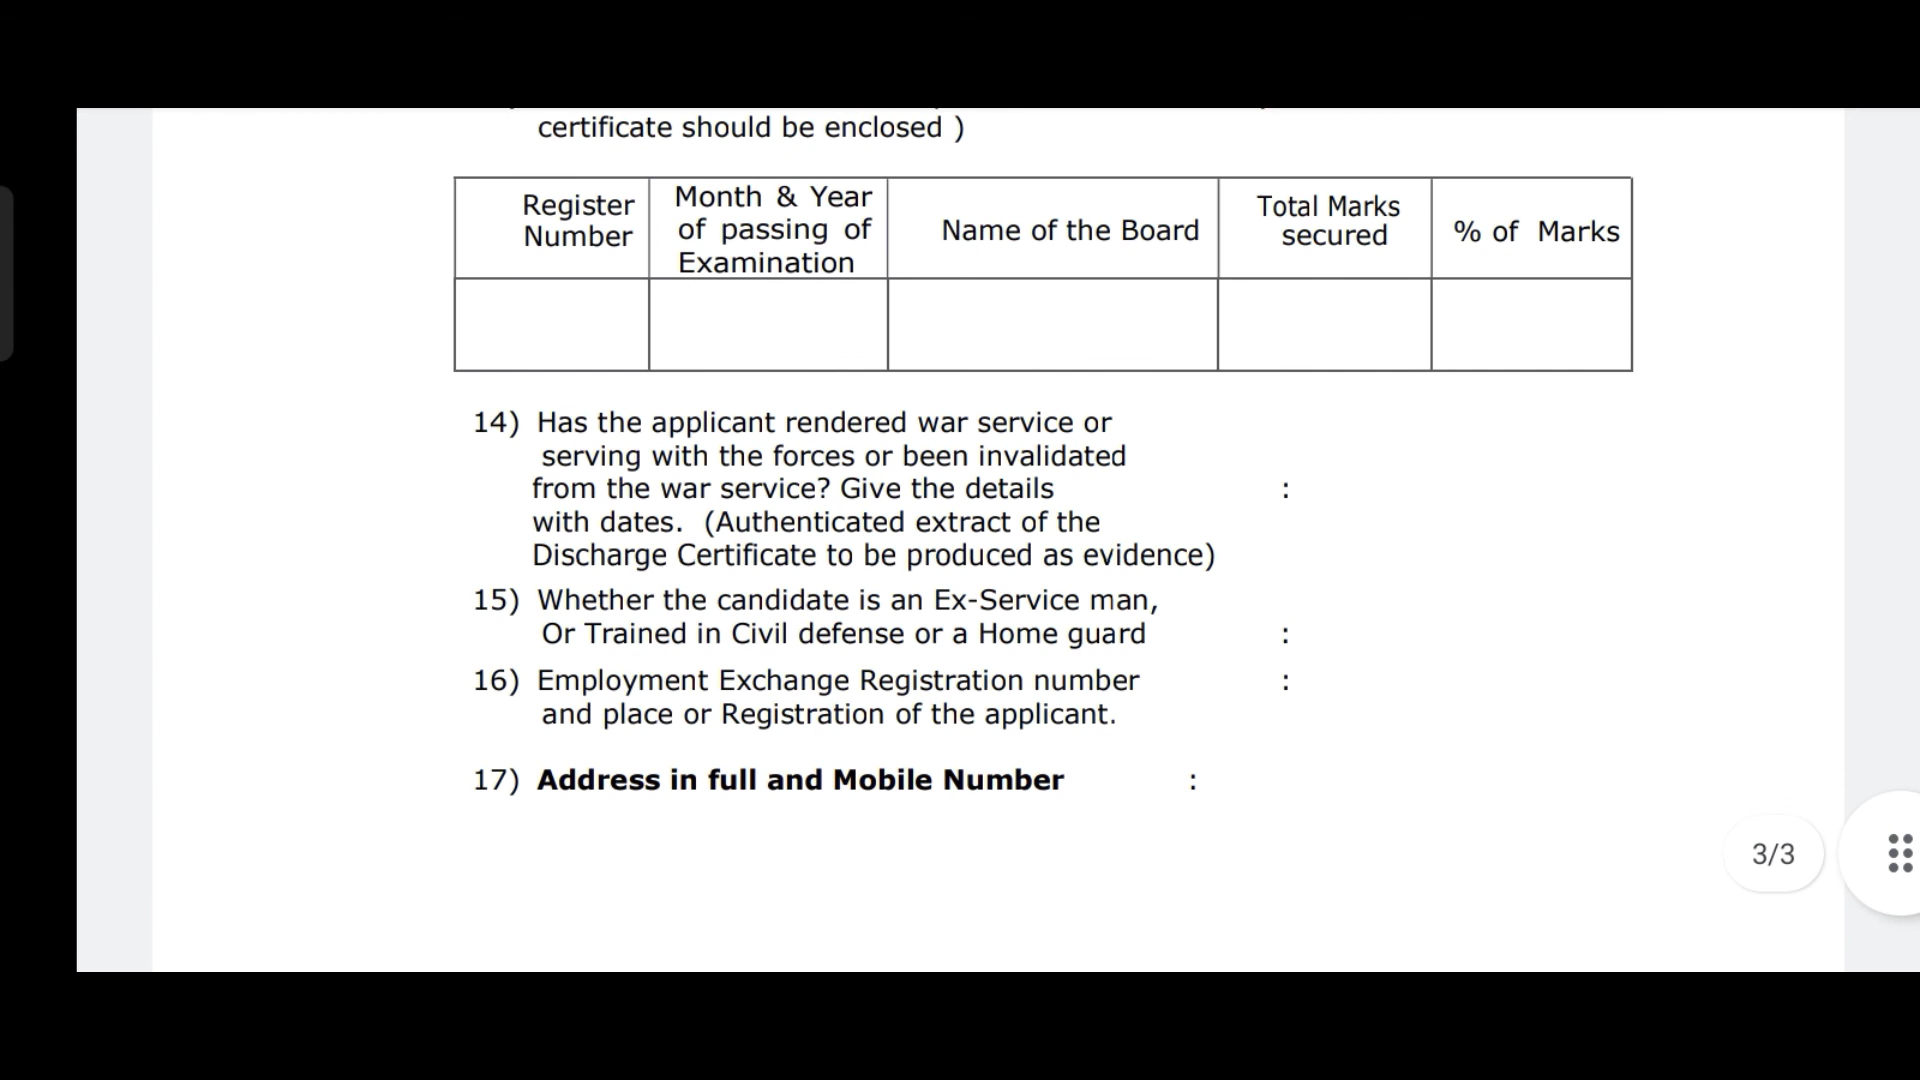 certificate should be enclosed )
Register Number
Month & Year of passing of Examination
Name of the Board
Total Marks secured
% of Marks
14) Has the applicant rendered war service or
serving with the forces or been invalidated
from the war service? Give the details :
with dates. (Authenticated extract of the
Discharge Certificate to be produced as evidence)
15) Whether the candidate is an Ex-Service man,
Or Trained in Civil defense or a Home guard :
16) Employment Exchange Registration number :
and place or Registration of the applicant.
17) Address in full and Mobile Number :
3/3